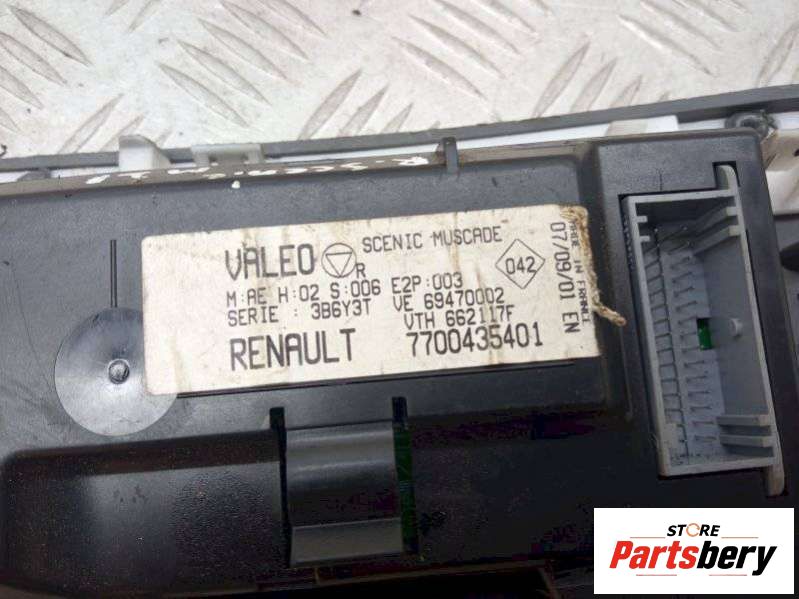 VALEO R SCENIC MUSCADE
042
M:AE H:02 S:006 E2P:003
SERIE : 3B6Y3T VE 69470002
VTH 662117F
RENAULT 7700435401
MADE IN FRANCE
07/09/01 EN
STORE
Partsbery